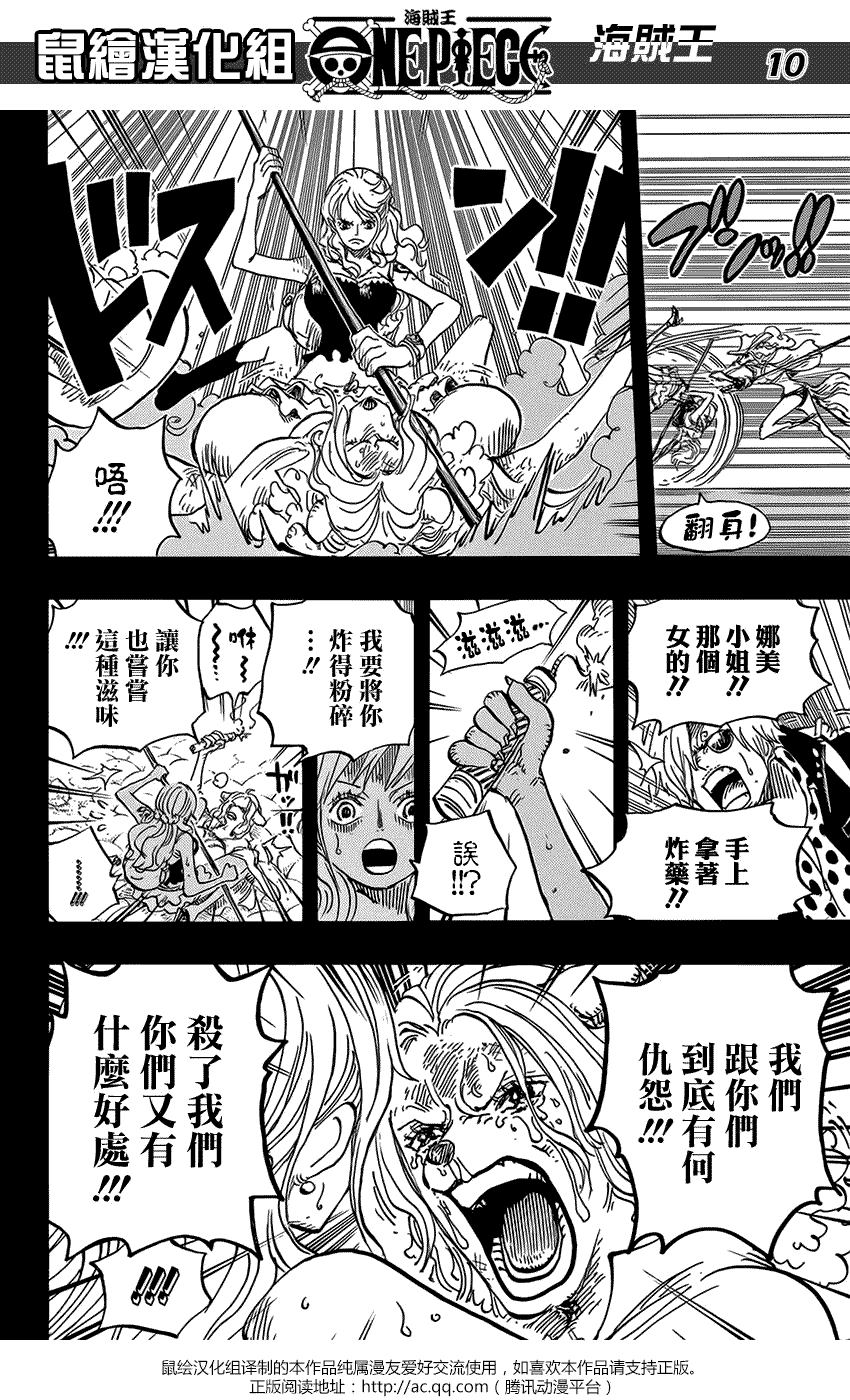 鼠繪漢化組
海賊王
ONE PIECE
海賊王
10
ブブッ!!
翻身!
ドスン!!
唔!!!
娜美
小姐!!
那個
女的!!
手上
拿著
炸藥!!
滋滋滋…
誒!!?
我要將你
炸得粉碎
…!!
咻～～
讓你
也嘗嘗
這種滋味
!!!
ガッ!!
………!!!
我們
跟你們
到底有何
仇怨!!!
殺了我們
你們又有
什麼好處!!!
!!!
鼠绘汉化组译制的本作品纯属漫友爱好交流使用，如喜欢本作品请支持正版。
正版阅读地址：http://ac.qq.com（腾讯动漫平台）